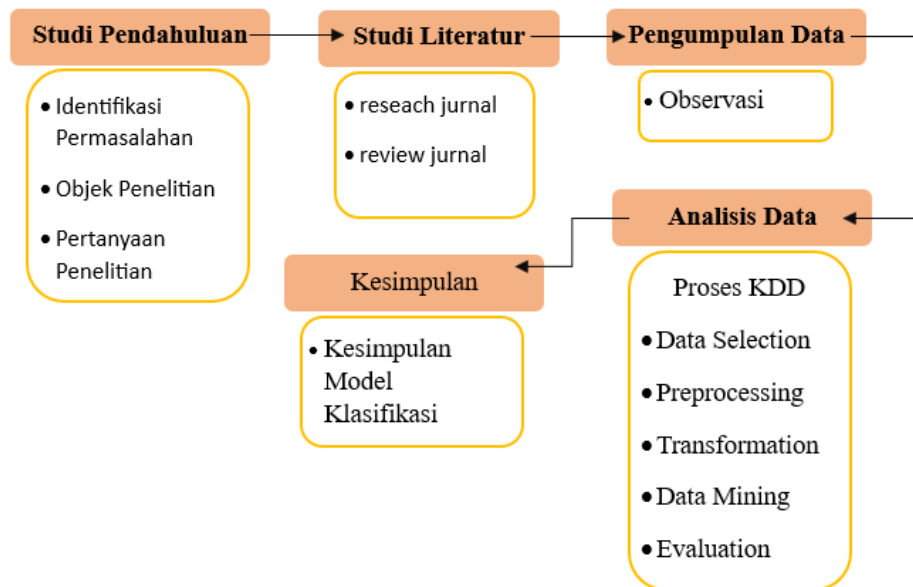 Studi Pendahuluan
• Identifikasi
Permasalahan
• Objek Penelitian
• Pertanyaan
Penelitian
Studi Literatur
• reseach jurnal
• review jurnal
Pengumpulan Data
• Observasi
Analisis Data
Proses KDD
• Data Selection
• Preprocessing
• Transformation
• Data Mining
• Evaluation
Kesimpulan
• Kesimpulan
Model
Klasifikasi